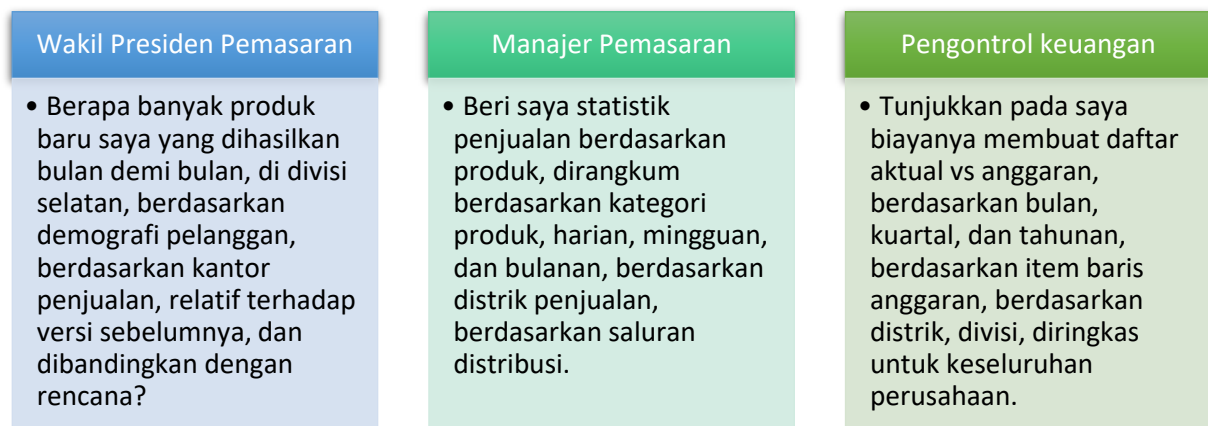 Wakil Presiden Pemasaran
• Berapa banyak produk
baru saya yang dihasilkan
bulan demi bulan, di divisi
selatan, berdasarkan
demografi pelanggan,
berdasarkan kantor
penjualan, relatif terhadap
versi sebelumnya, dan
dibandingkan dengan
rencana?
Manajer Pemasaran
• Beri saya statistik
penjualan berdasarkan
produk, dirangkum
berdasarkan kategori
produk, harian, mingguan,
dan bulanan, berdasarkan
distrik penjualan,
berdasarkan saluran
distribusi.
Pengontrol keuangan
• Tunjukkan pada saya
biayanya membuat daftar
aktual vs anggaran,
berdasarkan bulan,
kuartal, dan tahunan,
berdasarkan item baris
anggaran, berdasarkan
distrik, divisi, diringkas
untuk keseluruhan
perusahaan.